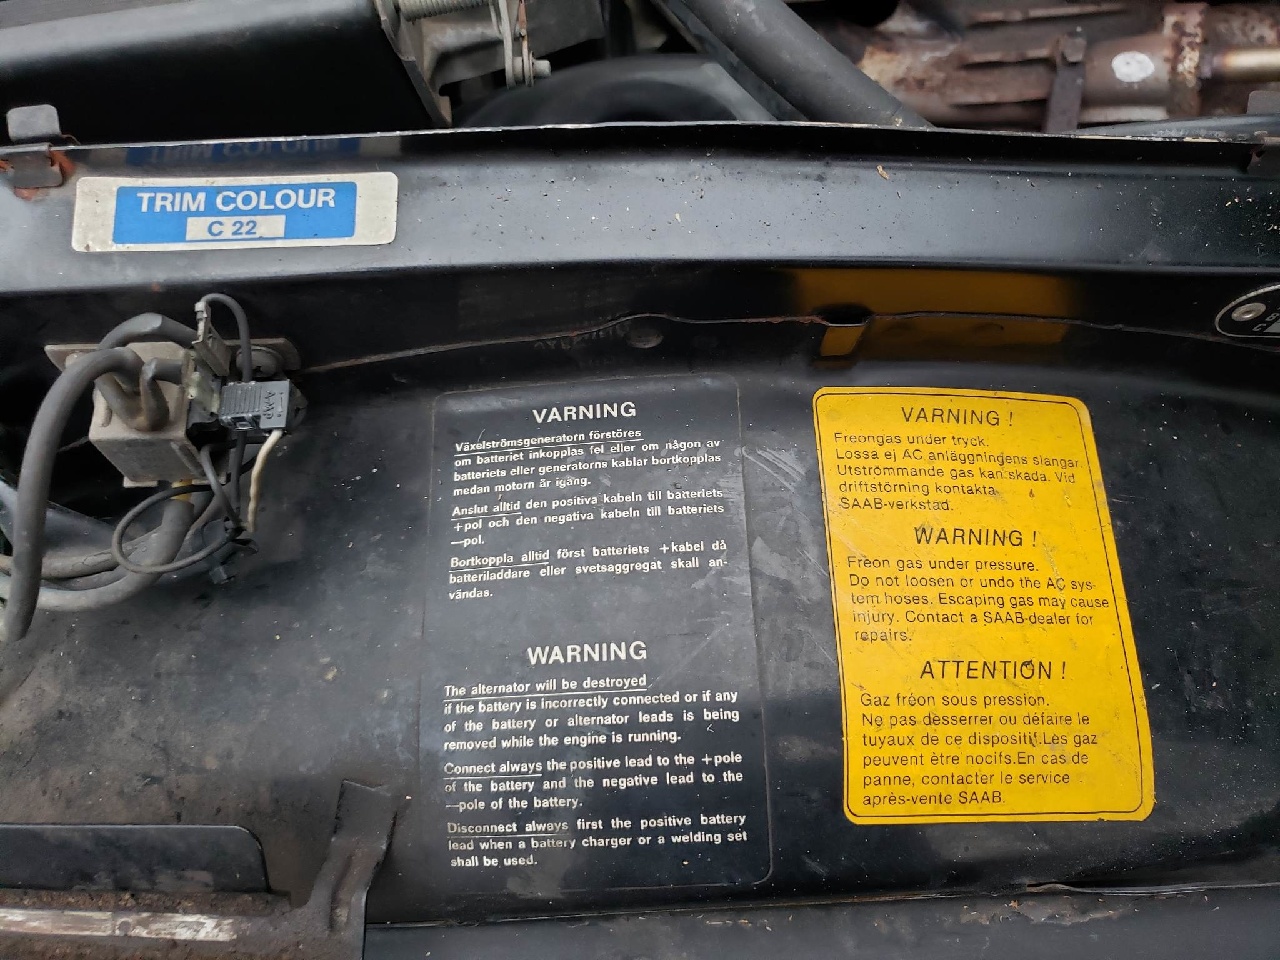 TRIM COLOUR
C 22
VARNING
Växelströmsgeneratorn förstöres
om batteriet inkopplas fel eller om någon av
batteriets eller generatorns kablar bortkopplas
medan motorn är igång.
Anslut alltid den positiva kabeln till batteriets
+pol och den negativa kabeln till batteriets
—pol.
Bortkoppla alltid först batteriets +kabel då
batteriladdare eller svetsaggregat skall an-
vändas.
WARNING
The alternator will be destroyed
if the battery is incorrectly connected or if any
of the battery or alternator leads is being
removed while the engine is running.
Connect always the positive lead to the +pole
of the battery and the negative lead to the
—pole of the battery.
Disconnect always first the positive battery
lead when a battery charger or a welding set
shall be used.
VARNING !
Freongas under tryck.
Lossa ej AC anläggningens slangar.
Utströmmande gas kan skada. Vid
driftstörning kontakta
SAAB-verkstad.
WARNING !
Freon gas under pressure.
Do not loosen or undo the AC sys-
tem hoses. Escaping gas may cause
injury. Contact a SAAB-dealer for
repairs.
ATTENTION !
Gaz fréon sous pression.
Ne pas desserrer ou défaire le
tuyaux de ce dispositif.Les gaz
peuvent être nocifs.En cas de
panne, contacter le service
après-vente SAAB.